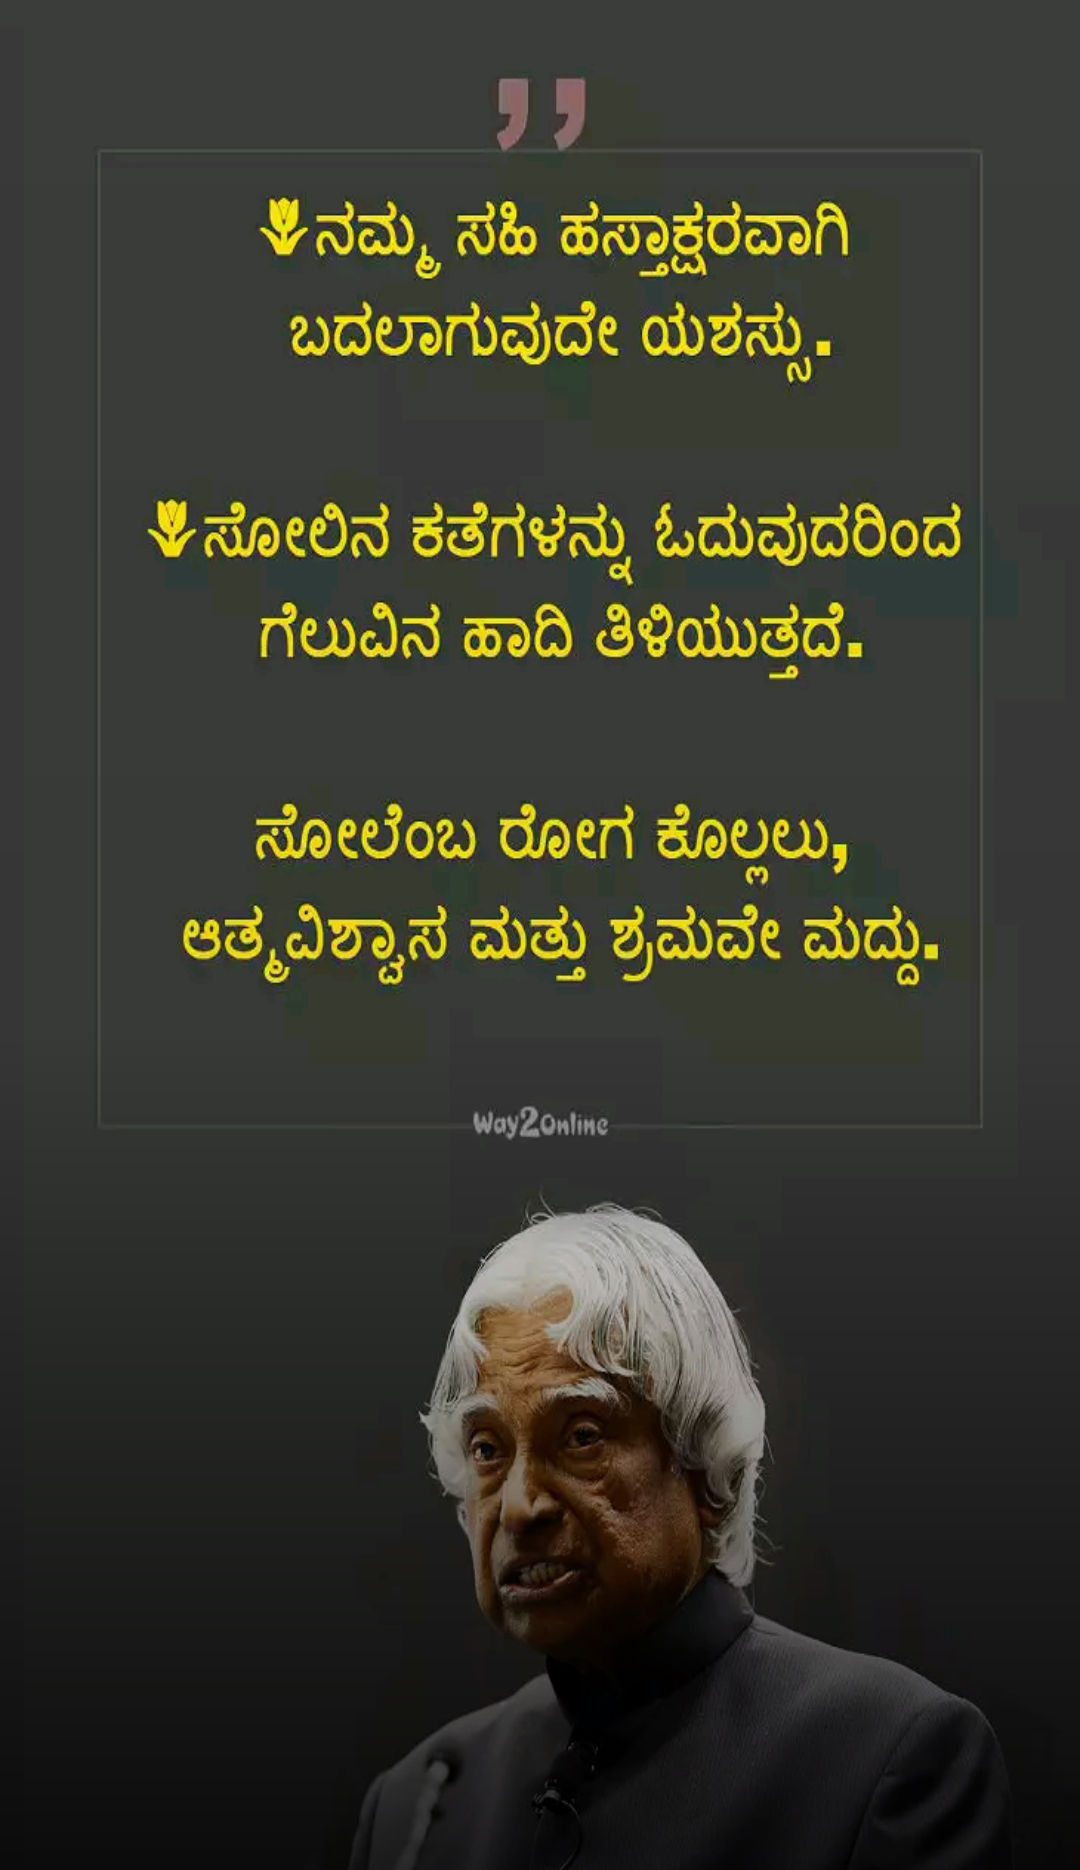 ”
🌷ನಮ್ಮ ಸಹಿ ಹಸ್ತಾಕ್ಷರವಾಗಿ
ಬದಲಾಗುವುದೇ ಯಶಸ್ಸು.
🌷ಸೋಲಿನ ಕತೆಗಳನ್ನು ಓದುವುದರಿಂದ
ಗೆಲುವಿನ ಹಾದಿ ತಿಳಿಯುತ್ತದೆ.
ಸೋಲೆಂಬ ರೋಗ ಕೊಲ್ಲಲು,
ಆತ್ಮವಿಶ್ವಾಸ ಮತ್ತು ಶ್ರಮವೇ ಮದ್ದು.
Way2Online